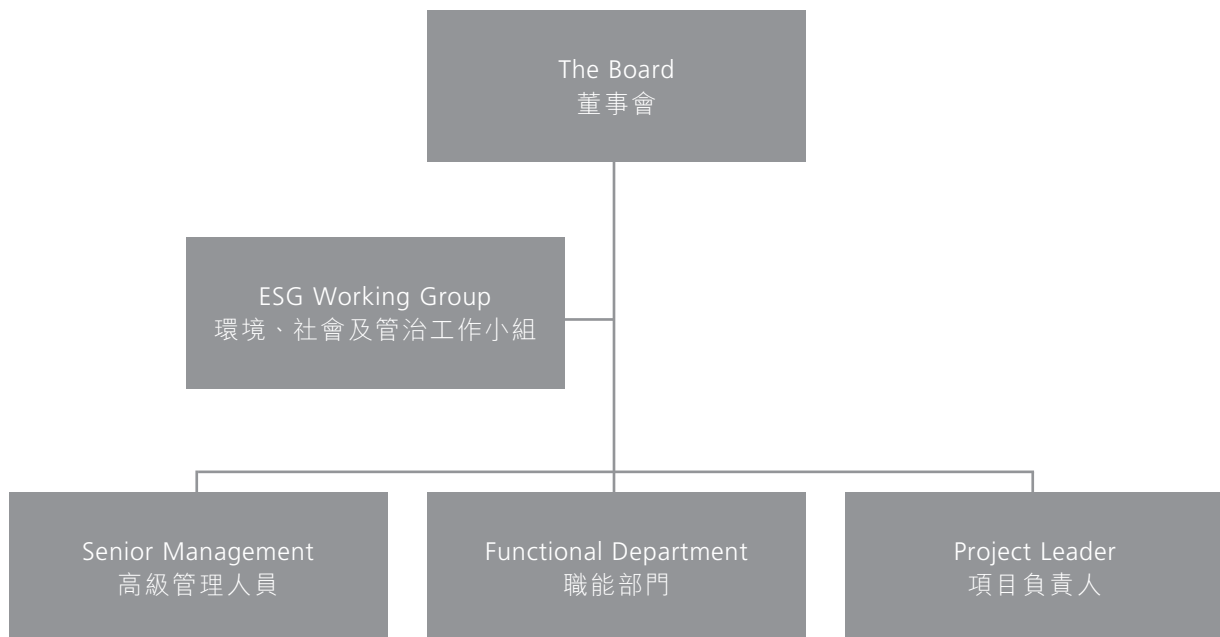 The Board
董事會
ESG Working Group
環境、社會及管治工作小組
Senior Management
高級管理人員
Functional Department
職能部門
Project Leader
項目負責人